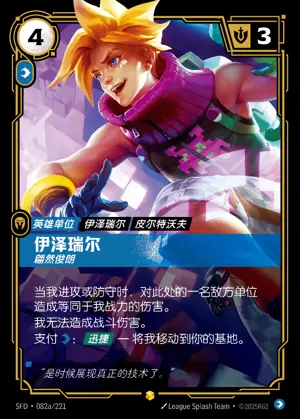 4
3
英雄单位 伊泽瑞尔 皮尔特沃夫
伊泽瑞尔
翩然俊朗
当我进攻或防守时,对此处的一名敌方单位
造成等同于我战力的伤害。
我无法造成战斗伤害。
支付 : 迅捷 — 将我移动到你的基地。
“是时候展现真正的技术了。”
SFD • 082a/221
League Splash Team • ©2025RGI